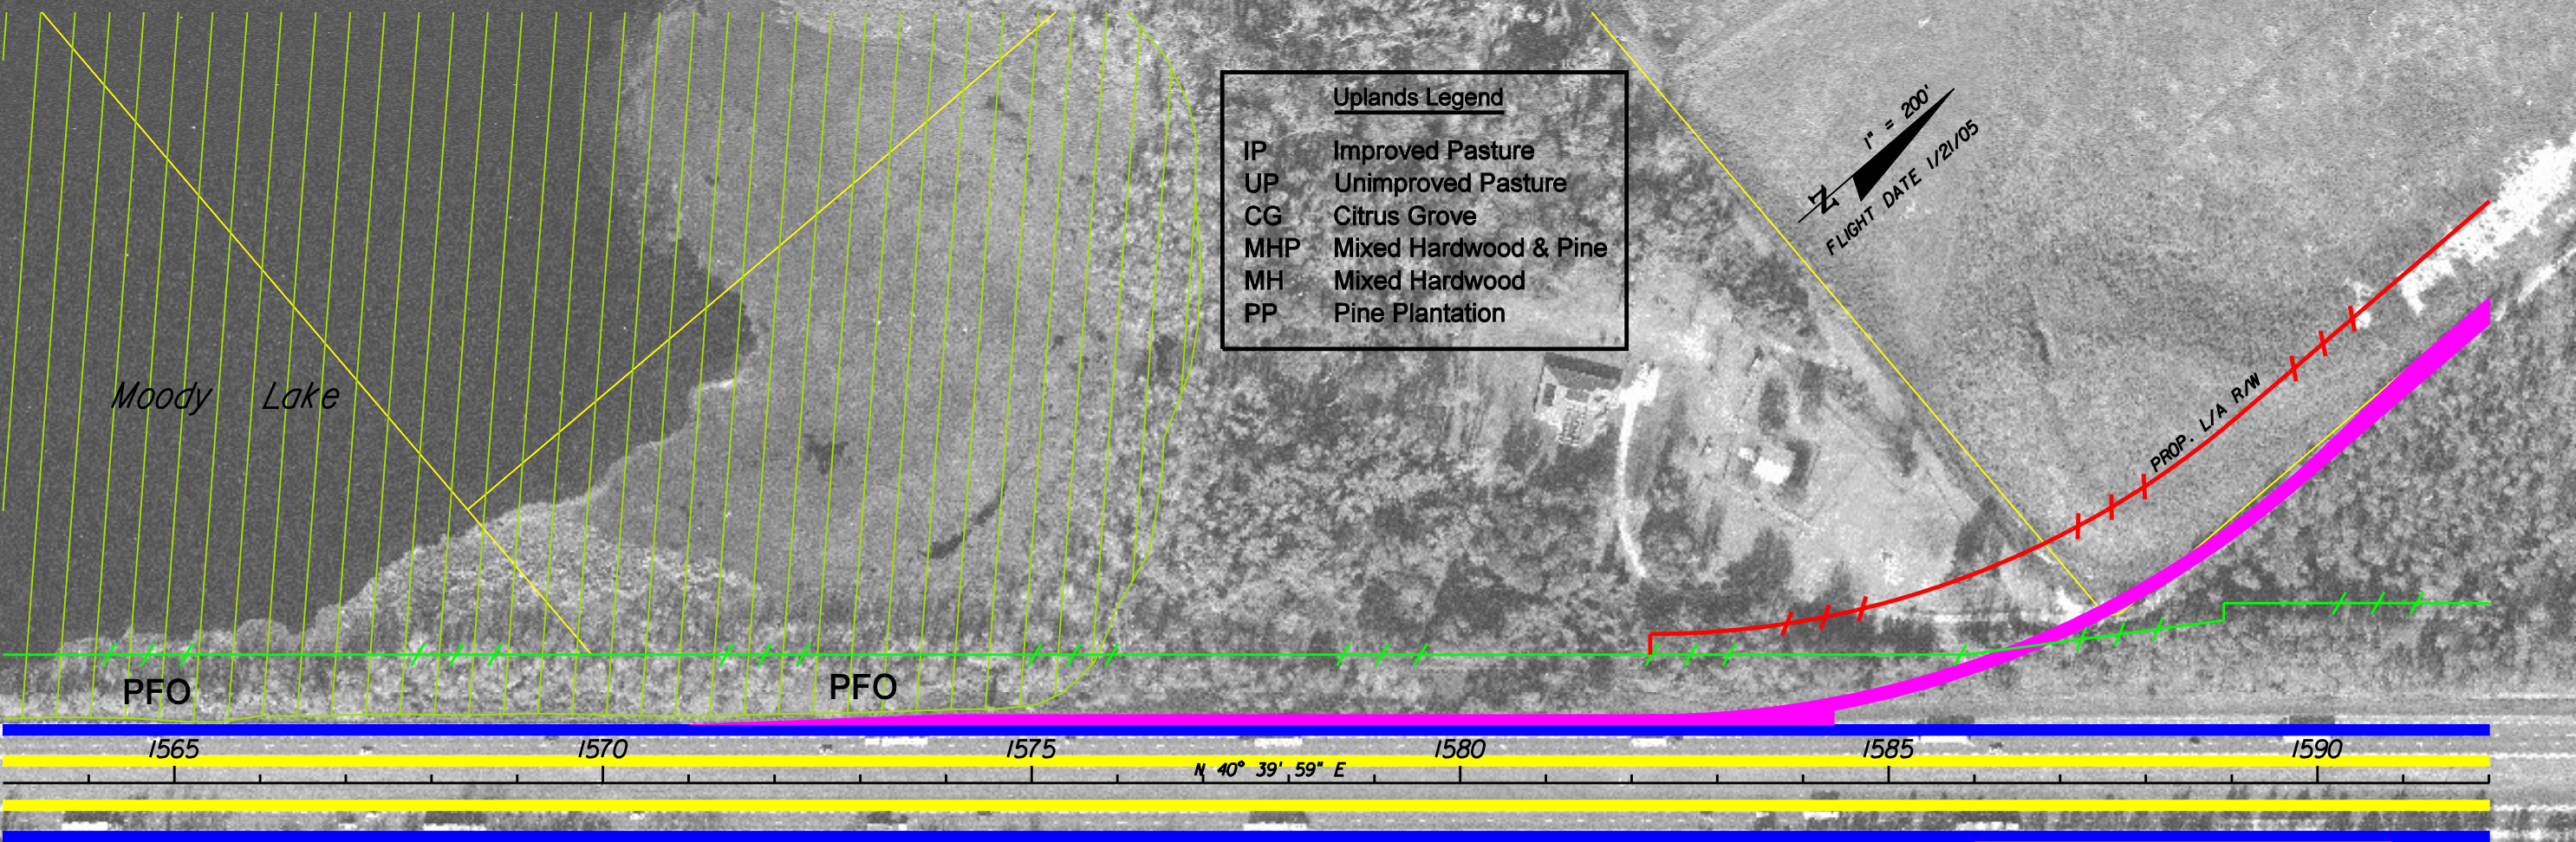 Uplands Legend
IP Improved Pasture
UP Unimproved Pasture
CG Citrus Grove
MHP Mixed Hardwood & Pine
MH Mixed Hardwood
PP Pine Plantation
1" = 200'
N
FLIGHT DATE 1/21/05
Moody Lake
PROP. L/A R/W
PFO
PFO
1565 1570 1575 1580 1585 1590
N 40° 39' 59" E